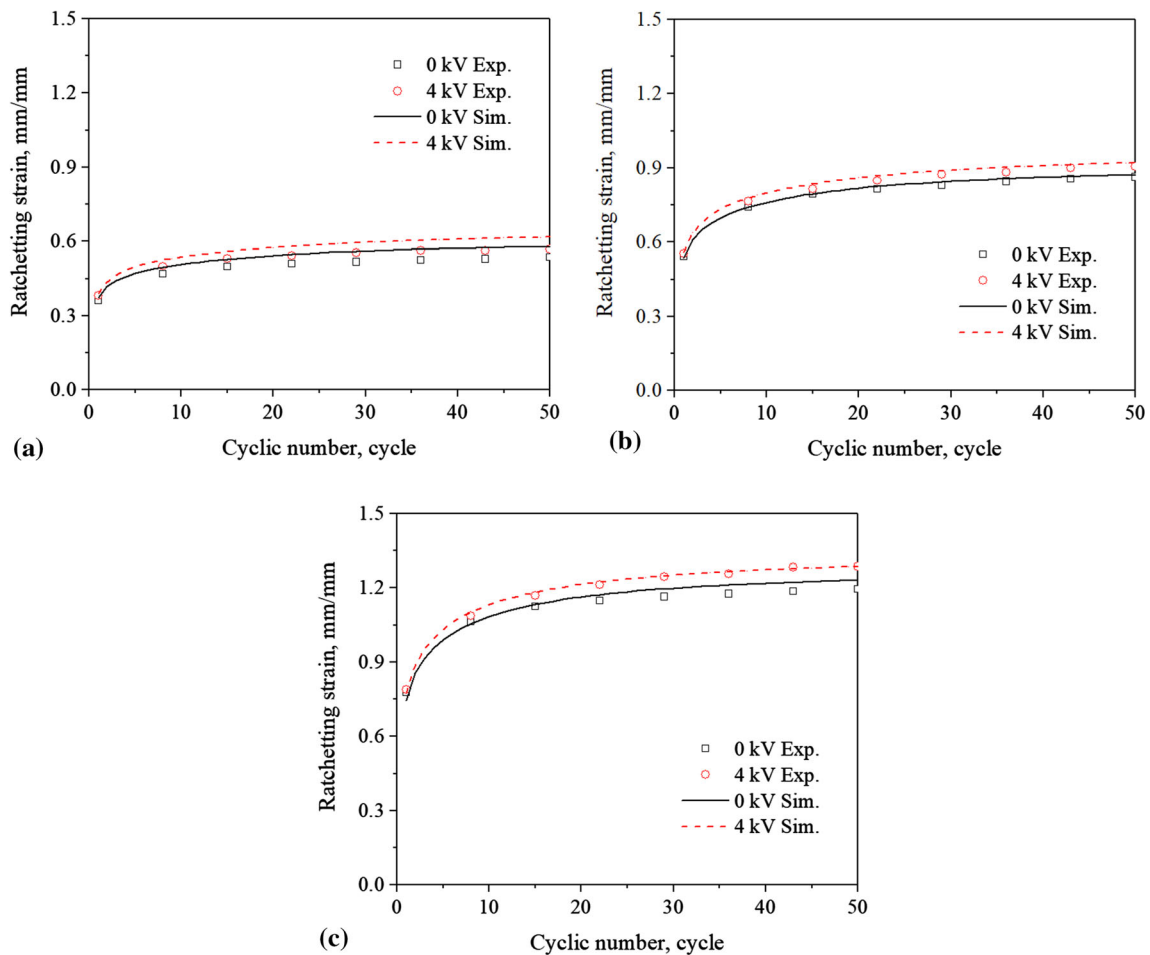 1.5
1.2
0.9
0.6
0.3
0.0
Ratchetting strain, mm/mm
0 kV Exp.
4 kV Exp.
0 kV Sim.
4 kV Sim.
0 10 20 30 40 50
Cyclic number, cycle
(a)
1.5
1.2
0.9
0.6
0.3
0.0
Ratchetting strain, mm/mm
0 kV Exp.
4 kV Exp.
0 kV Sim.
4 kV Sim.
0 10 20 30 40 50
Cyclic number, cycle
(b)
1.5
1.2
0.9
0.6
0.3
0.0
Ratchetting strain, mm/mm
0 kV Exp.
4 kV Exp.
0 kV Sim.
4 kV Sim.
0 10 20 30 40 50
Cyclic number, cycle
(c)